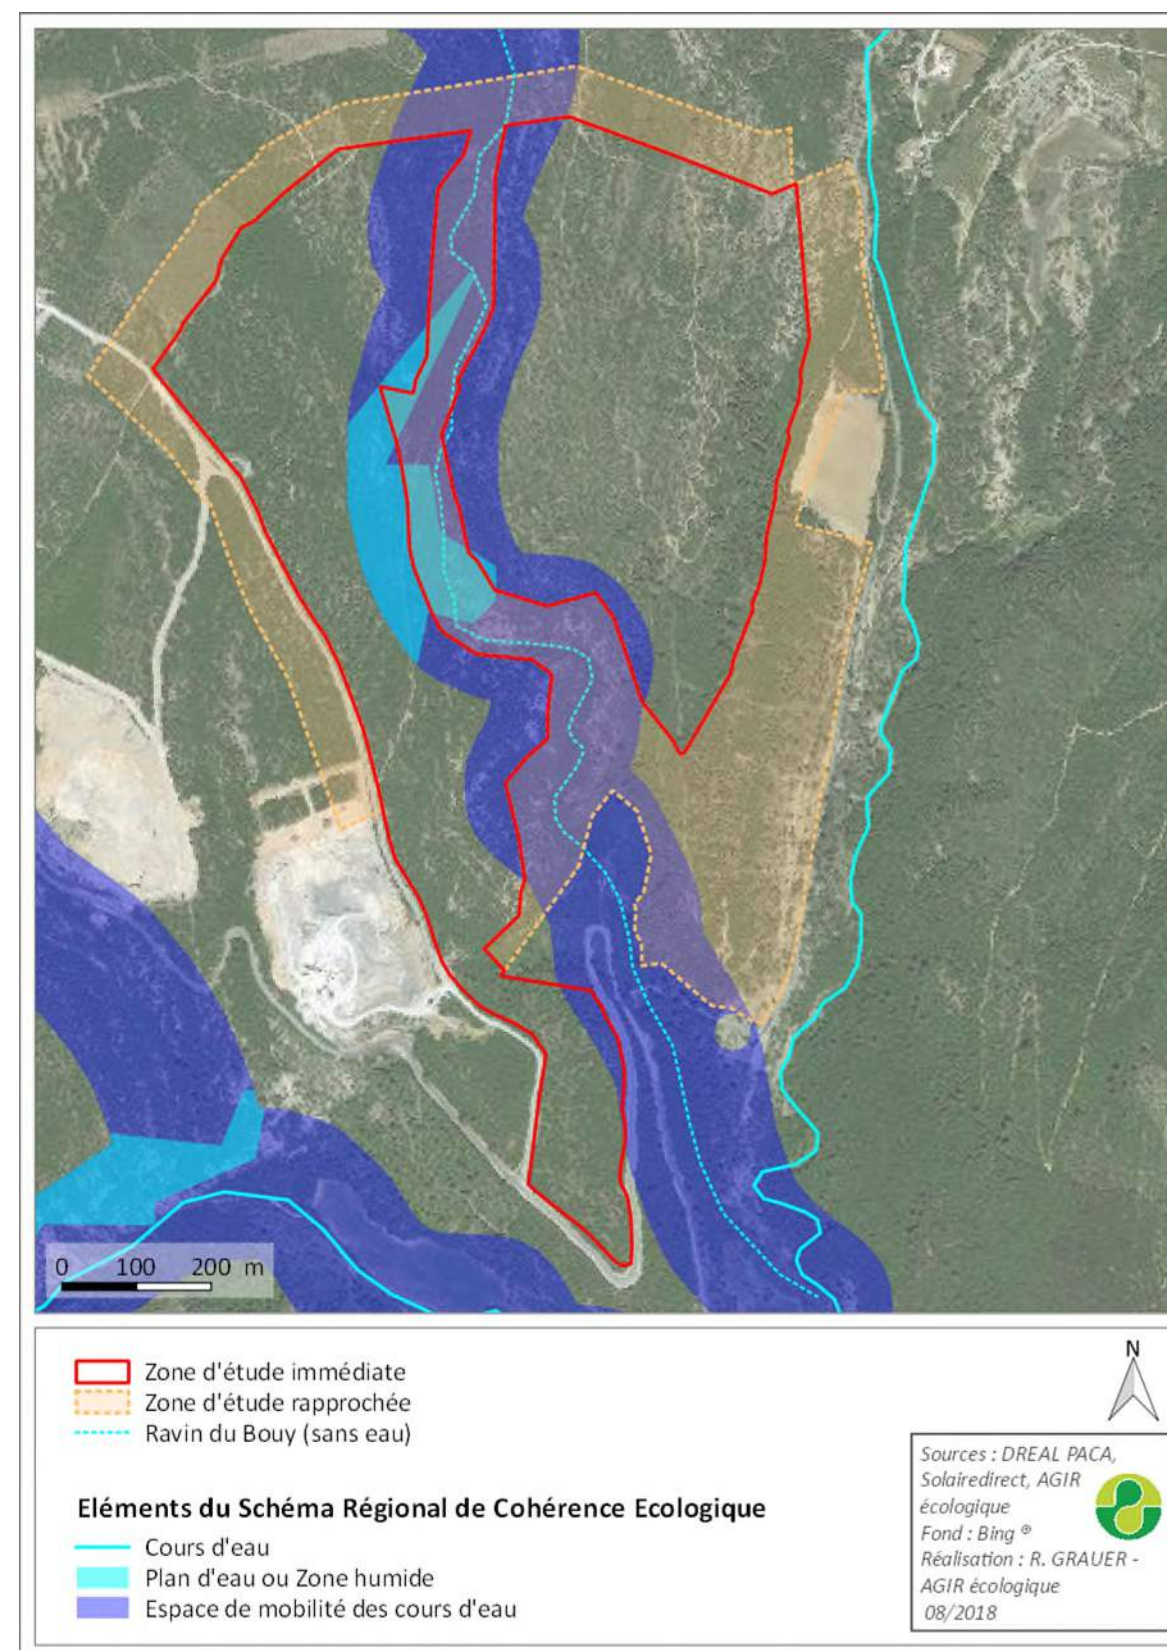 0 100 200 m
Zone d'étude immédiate
Zone d'étude rapprochée
Ravin du Bouy (sans eau)
N
Eléments du Schéma Régional de Cohérence Ecologique
Cours d'eau
Plan d'eau ou Zone humide
Espace de mobilité des cours d'eau
Sources : DREAL PACA,
Solairedirect, AGIR
écologique
Fond : Bing ®
Réalisation : R. GRAUER -
AGIR écologique
08/2018